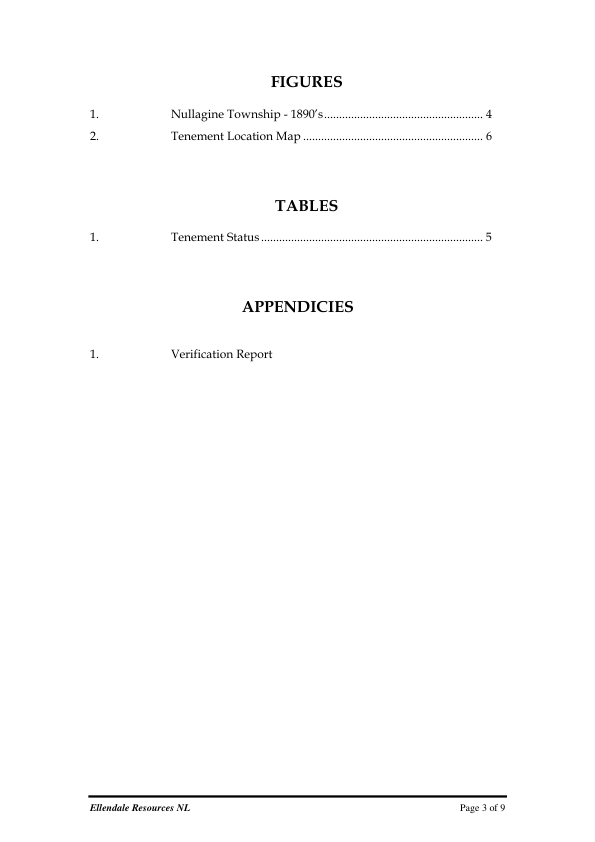 FIGURES
1. Nullagine Township - 1890’s..................................................... 4
2. Tenement Location Map ............................................................ 6
TABLES
1. Tenement Status.......................................................................... 5
APPENDICIES
1. Verification Report
Ellendale Resources NL Page 3 of 9